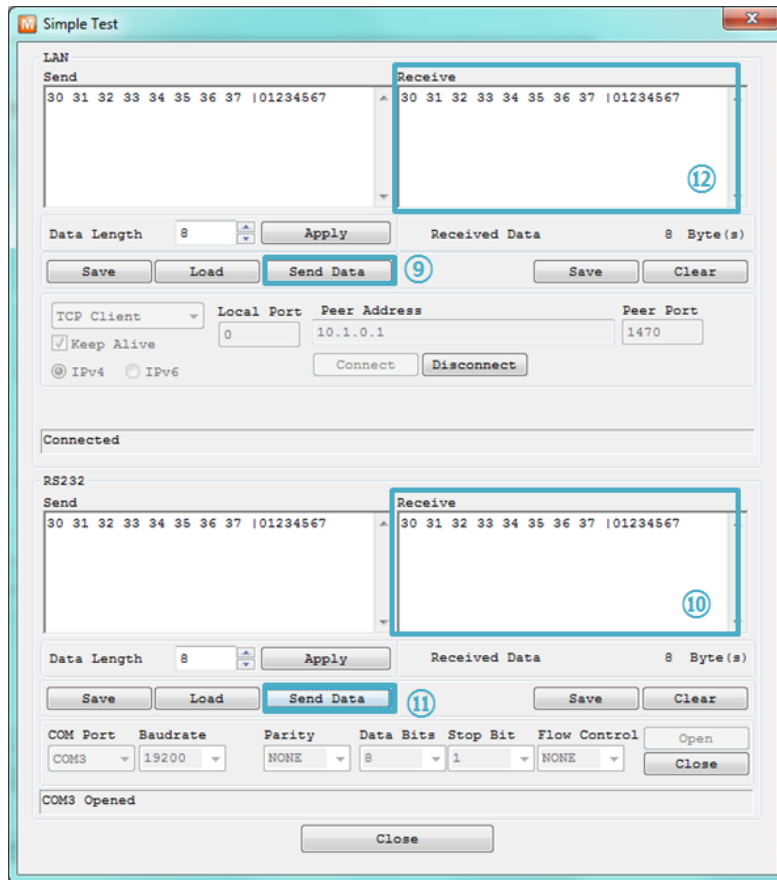 M Simple Test
LAN
Send Receive
30 31 32 33 34 35 36 37 |01234567 30 31 32 33 34 35 36 37 |01234567
⑫
Data Length 8 Apply Received Data 8 Byte(s)
Save Load Send Data ⑨ Save Clear
TCP Client Local Port Peer Address Peer Port
Keep Alive 0 10.1.0.1 1470
IPv4 IPv6 Connect Disconnect
Connected
RS232
Send Receive
30 31 32 33 34 35 36 37 |01234567 30 31 32 33 34 35 36 37 |01234567
⑩
Data Length 8 Apply Received Data 8 Byte(s)
Save Load Send Data ⑪ Save Clear
COM Port Baudrate Parity Data Bits Stop Bit Flow Control Open
COM3 19200 NONE 8 1 NONE Close
COM3 Opened
Close